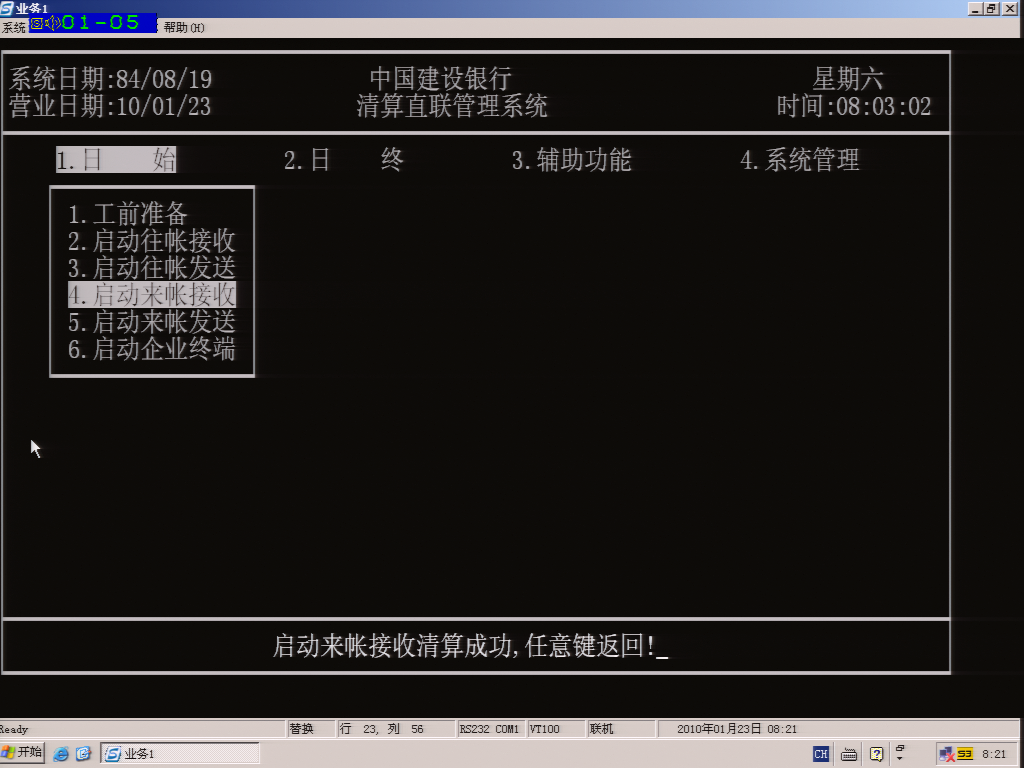 业务1
系统 01-05 帮助(H)
系统日期:84/08/19 中国建设银行 星期六
营业日期:10/01/23 清算直联管理系统 时间:08:03:02
1.日 始 2.日 终 3.辅助功能 4.系统管理
1.工前准备
2.启动往帐接收
3.启动往帐发送
4.启动来帐接收
5.启动来帐发送
6.启动企业终端
启动来帐接收清算成功,任意键返回!_
Ready 替换 行 23, 列 56 RS232 COM1 VT100 联机 2010年01月23日 08:21
开始 业务1 CH S3 8:21